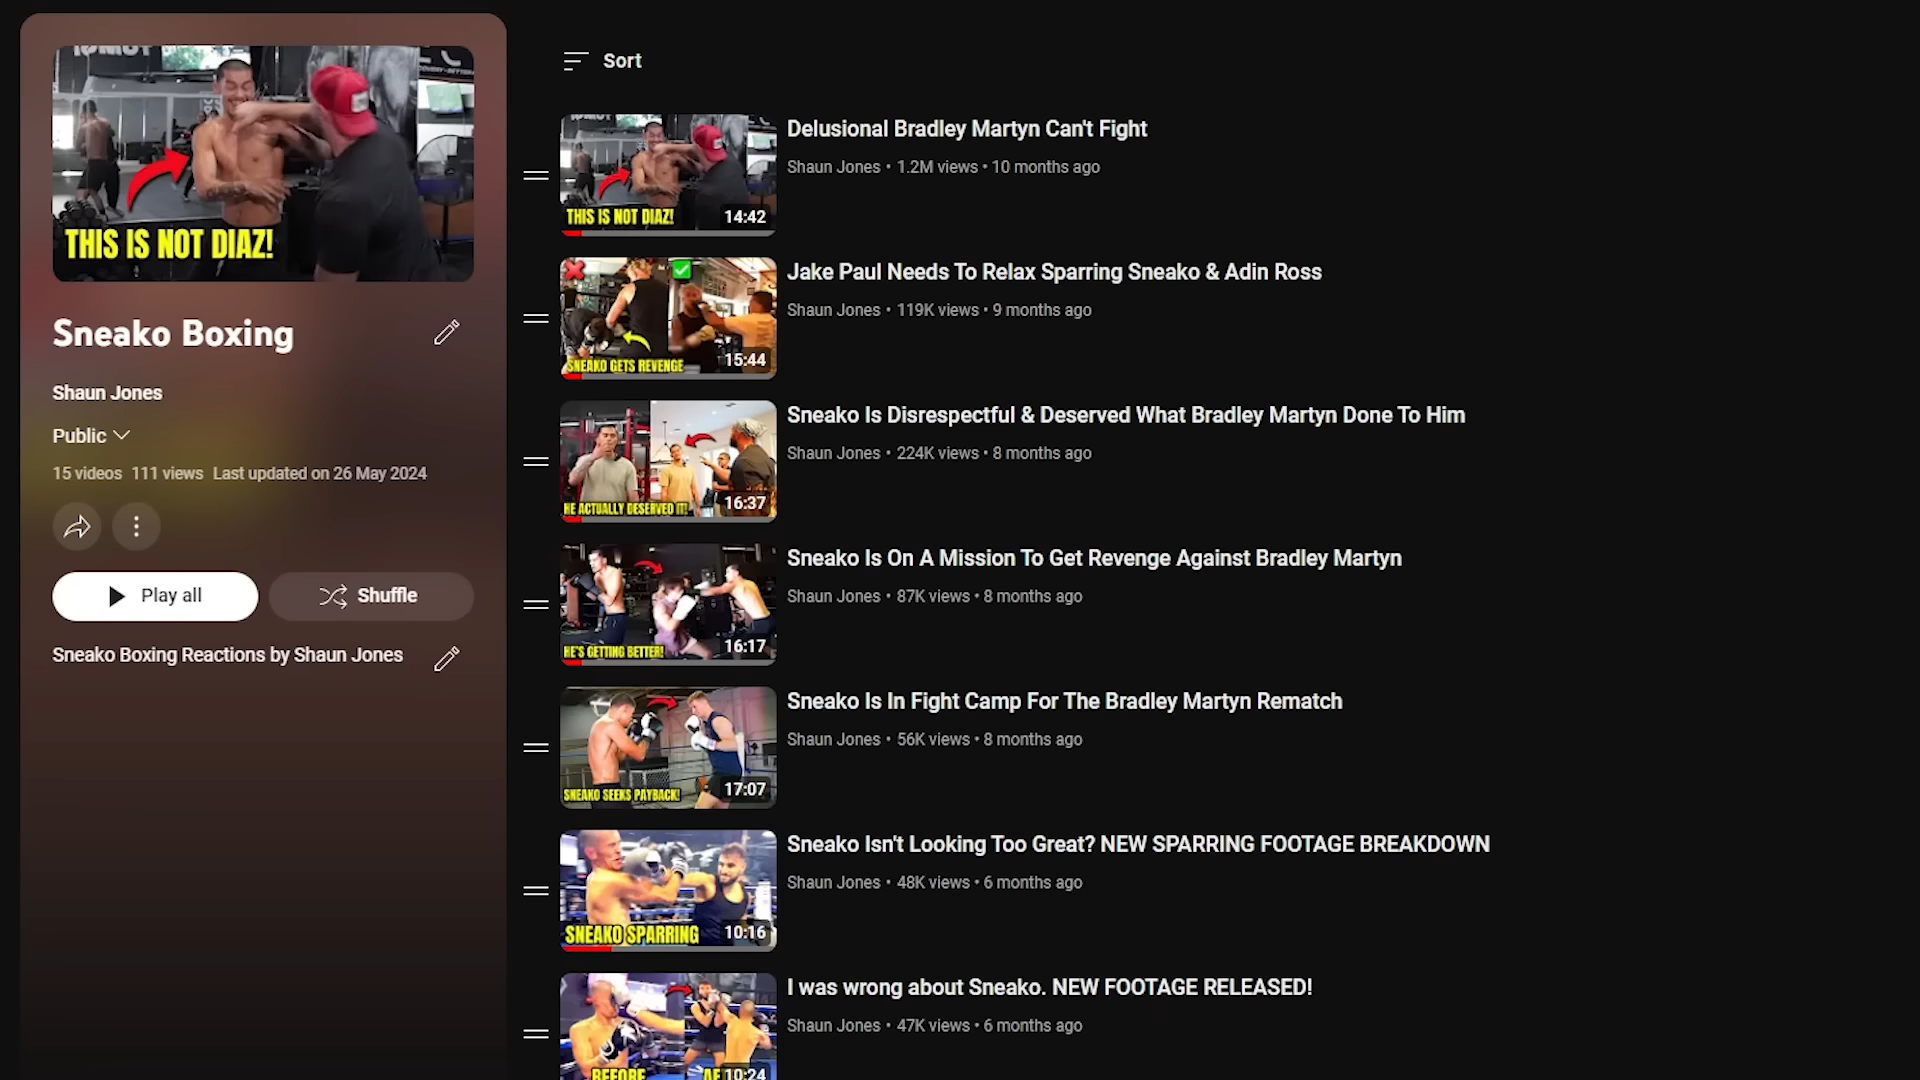 THIS IS NOT DIAZ!
Sneako Boxing
Shaun Jones
Public
15 videos 111 views Last updated on 26 May 2024
Play all
Shuffle
Sneako Boxing Reactions by Shaun Jones
Sort
THIS IS NOT DIAZ!
14:42
Delusional Bradley Martyn Can't Fight
Shaun Jones • 1.2M views • 10 months ago
SNEAKO GETS REVENGE
15:44
Jake Paul Needs To Relax Sparring Sneako & Adin Ross
Shaun Jones • 119K views • 9 months ago
HE ACTUALLY DESERVED IT!
16:37
Sneako Is Disrespectful & Deserved What Bradley Martyn Done To Him
Shaun Jones • 224K views • 8 months ago
HE'S GETTING BETTER!
16:17
Sneako Is On A Mission To Get Revenge Against Bradley Martyn
Shaun Jones • 87K views • 8 months ago
SNEAKO SEEKS PAYBACK!
17:07
Sneako Is In Fight Camp For The Bradley Martyn Rematch
Shaun Jones • 56K views • 8 months ago
SNEAKO SPARRING
10:16
Sneako Isn't Looking Too Great? NEW SPARRING FOOTAGE BREAKDOWN
Shaun Jones • 48K views • 6 months ago
BEFORE
10:24
I was wrong about Sneako. NEW FOOTAGE RELEASED!
Shaun Jones • 47K views • 6 months ago